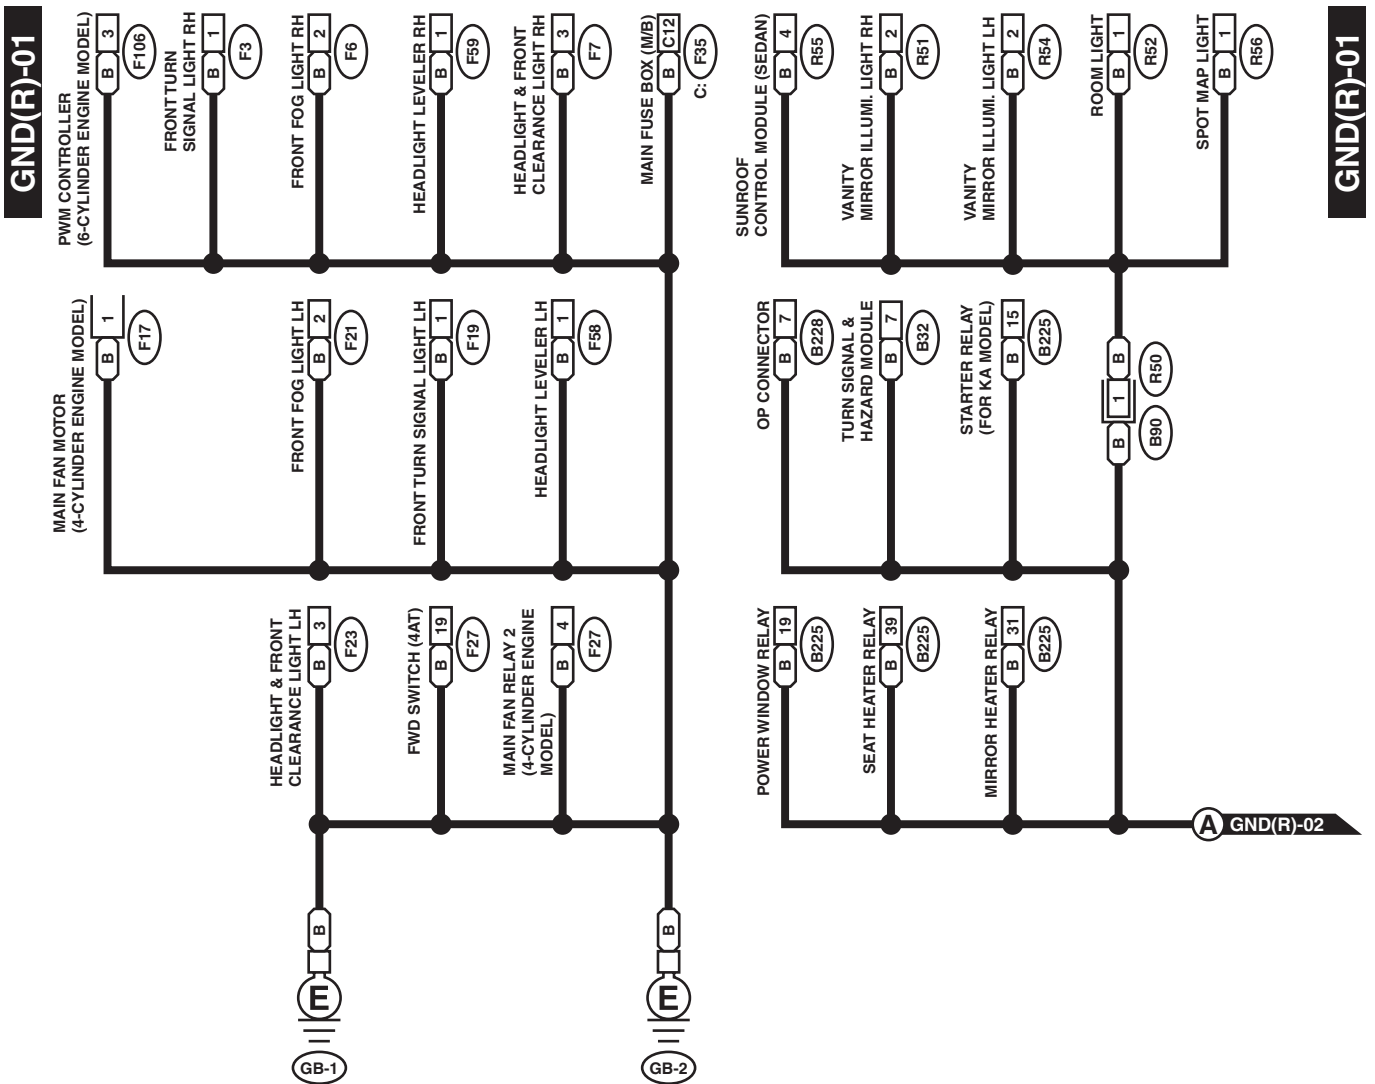 GND(R)-01
GND(R)-01
PWM CONTROLLER
(6-CYLINDER ENGINE MODEL)
3
B
F106
FRONT TURN
SIGNAL LIGHT RH
1
B
F3
FRONT FOG LIGHT RH
2
B
F6
HEADLIGHT LEVELER RH
1
B
F59
HEADLIGHT & FRONT
CLEARANCE LIGHT RH
3
B
F7
MAIN FUSE BOX (M/B)
C12
B
F35
C:
SUNROOF
CONTROL MODULE (SEDAN)
4
B
R55
VANITY
MIRROR ILLUMI. LIGHT RH
2
B
R51
VANITY
MIRROR ILLUMI. LIGHT LH
2
B
R54
ROOM LIGHT
1
B
R52
SPOT MAP LIGHT
1
B
R56
MAIN FAN MOTOR
(4-CYLINDER ENGINE MODEL)
1
B
F17
FRONT FOG LIGHT LH
2
B
F21
FRONT TURN SIGNAL LIGHT LH
1
B
F19
HEADLIGHT LEVELER LH
1
B
F58
OP CONNECTOR
7
B
B228
TURN SIGNAL &
HAZARD MODULE
7
B
B32
STARTER RELAY
(FOR KA MODEL)
15
B
B225
B
R50
1
B
B90
HEADLIGHT & FRONT
CLEARANCE LIGHT LH
3
B
F23
FWD SWITCH (4AT)
19
B
F27
MAIN FAN RELAY 2
(4-CYLINDER ENGINE
MODEL)
4
B
F27
POWER WINDOW RELAY
19
B
B225
SEAT HEATER RELAY
39
B
B225
MIRROR HEATER RELAY
31
B
B225
A
GND(R)-02
B
E
GB-1
B
E
GB-2